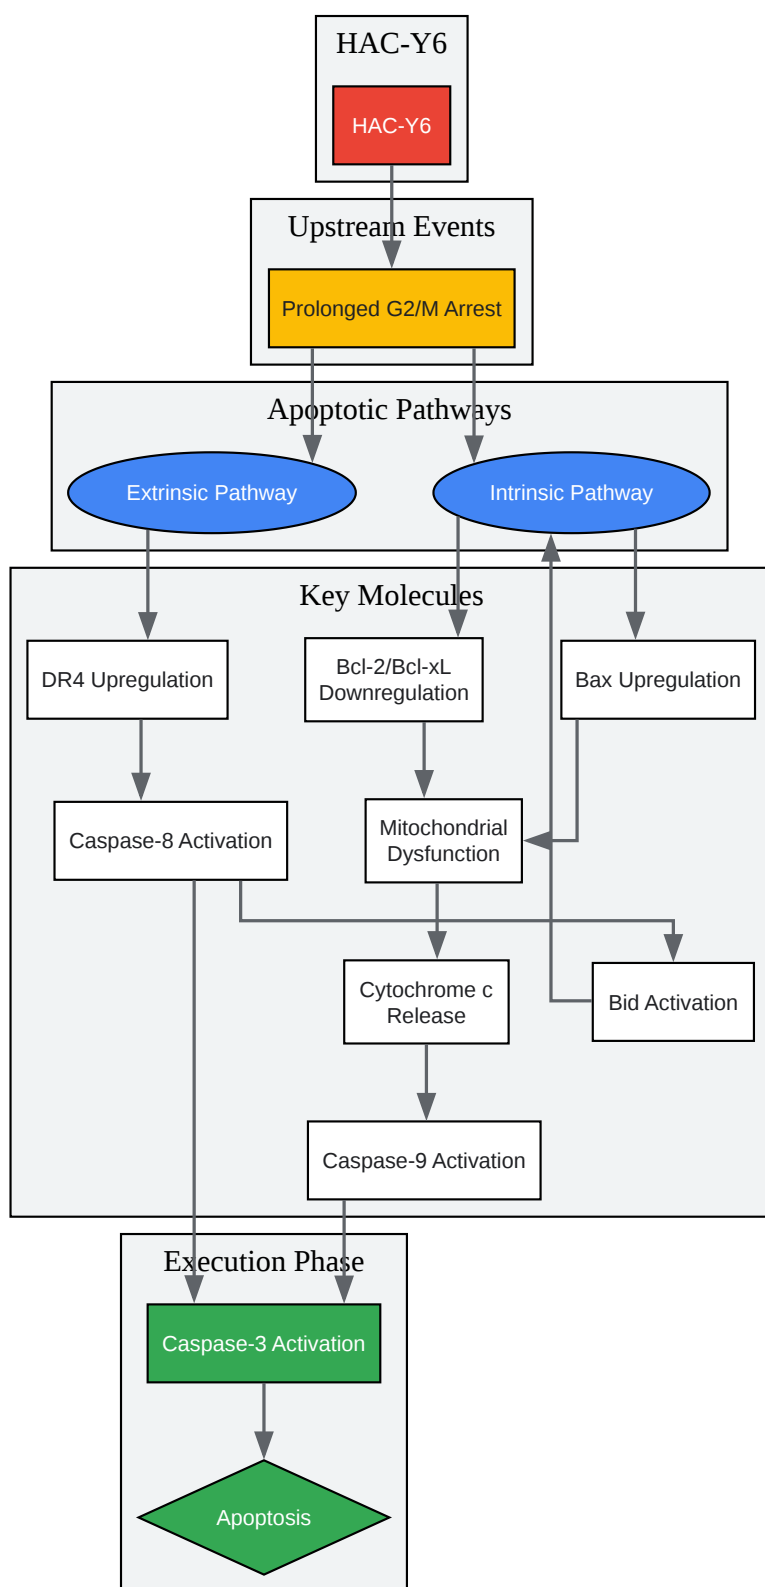 HAC-Y6
HAC-Y6
Upstream Events
Prolonged G2/M Arrest
Apoptotic Pathways
Extrinsic Pathway
Intrinsic Pathway
Key Molecules
DR4 Upregulation
Bcl-2/Bcl-xL
Downregulation
Bax Upregulation
Caspase-8 Activation
Mitochondrial
Dysfunction
Cytochrome c
Release
Bid Activation
Caspase-9 Activation
Execution Phase
Caspase-3 Activation
Apoptosis